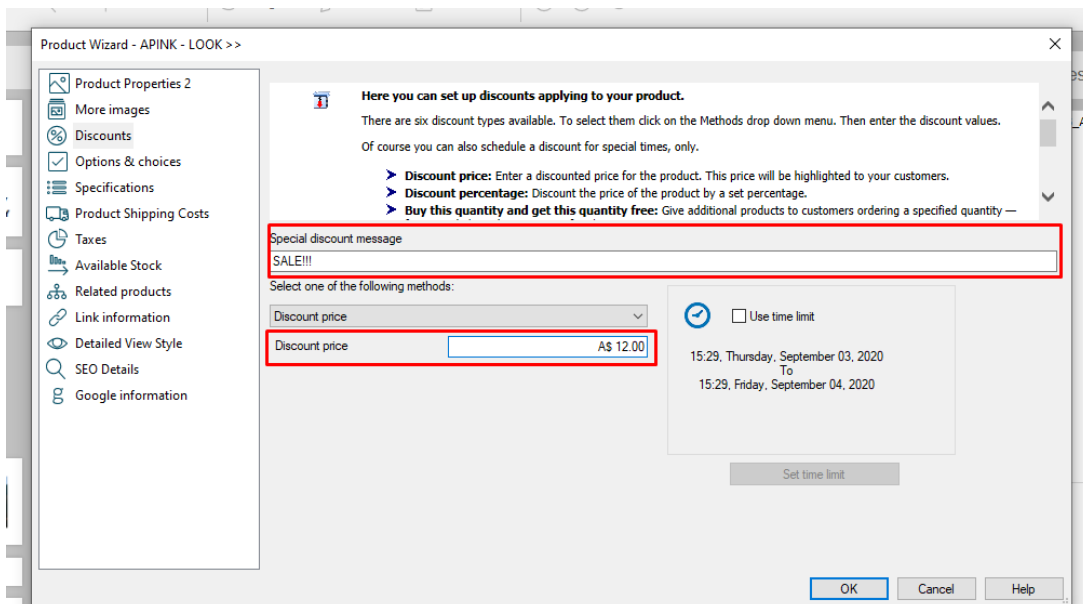 Product Wizard - APINK - LOOK >>
Product Properties 2
More images
Discounts
Options & choices
Specifications
Product Shipping Costs
Taxes
Available Stock
Related products
Link information
Detailed View Style
SEO Details
Google information
Here you can set up discounts applying to your product.
There are six discount types available. To select them click on the Methods drop down menu. Then enter the discount values.
Of course you can also schedule a discount for special times, only.
Discount price: Enter a discounted price for the product. This price will be highlighted to your customers.
Discount percentage: Discount the price of the product by a set percentage.
Buy this quantity and get this quantity free: Give additional products to customers ordering a specified quantity —
Special discount message
SALE!!!
Select one of the following methods:
Discount price
Discount price
A$ 12.00
Use time limit
15:29, Thursday, September 03, 2020
To
15:29, Friday, September 04, 2020
Set time limit
OK
Cancel
Help